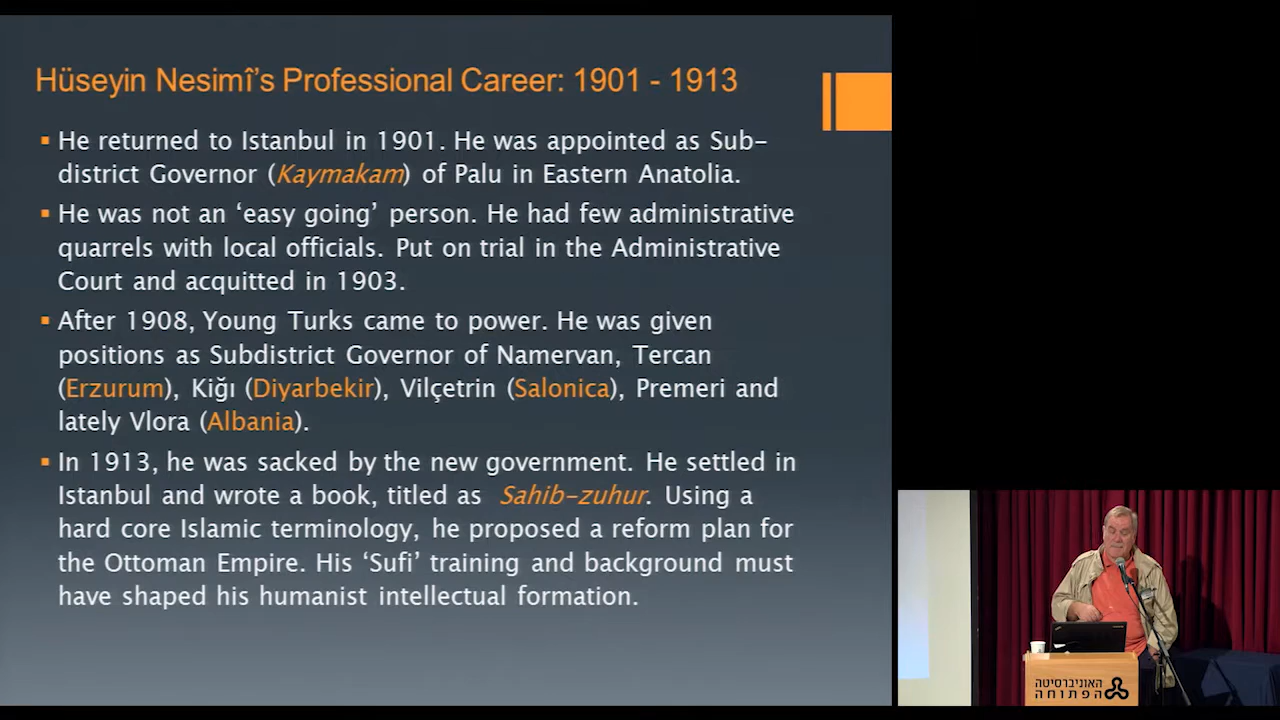 Hüseyin Nesimî’s Professional Career: 1901 - 1913
▪ He returned to Istanbul in 1901. He was appointed as Sub-
district Governor (Kaymakam) of Palu in Eastern Anatolia.
▪ He was not an ‘easy going’ person. He had few administrative
quarrels with local officials. Put on trial in the Administrative
Court and acquitted in 1903.
▪ After 1908, Young Turks came to power. He was given
positions as Subdistrict Governor of Namervan, Tercan
(Erzurum), Kiğı (Diyarbekir), Vilçetrin (Salonica), Premeri and
lately Vlora (Albania).
▪ In 1913, he was sacked by the new government. He settled in
Istanbul and wrote a book, titled as Sahib-zuhur. Using a
hard core Islamic terminology, he proposed a reform plan for
the Ottoman Empire. His ‘Sufi’ training and background must
have shaped his humanist intellectual formation.
האוניברסיטה
הפתוחה